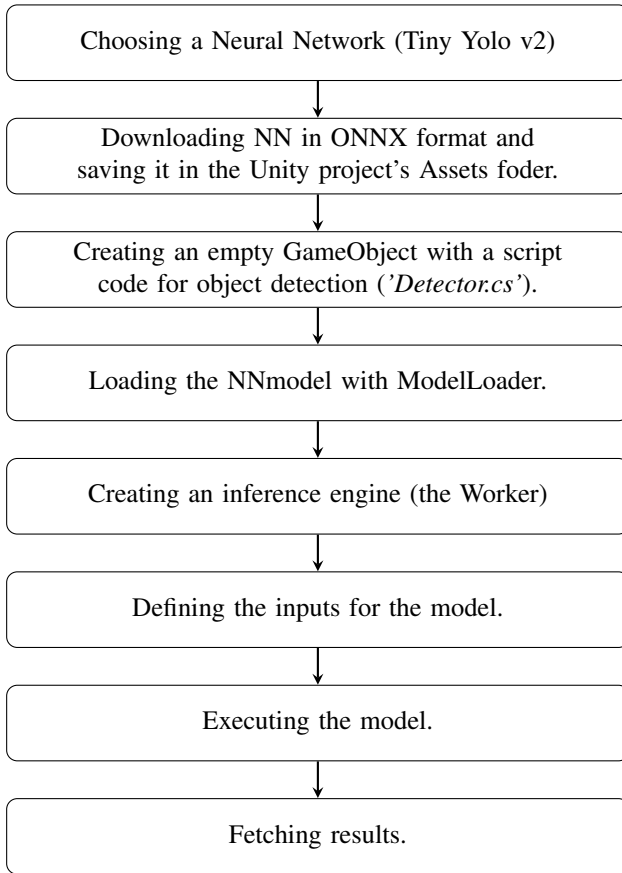 Choosing a Neural Network (Tiny Yolo v2)
Downloading NN in ONNX format and
saving it in the Unity project's Assets foder.
Creating an empty GameObject with a script
code for object detection (’Detector.cs’).
Loading the NNmodel with ModelLoader.
Creating an inference engine (the Worker)
Defining the inputs for the model.
Executing the model.
Fetching results.